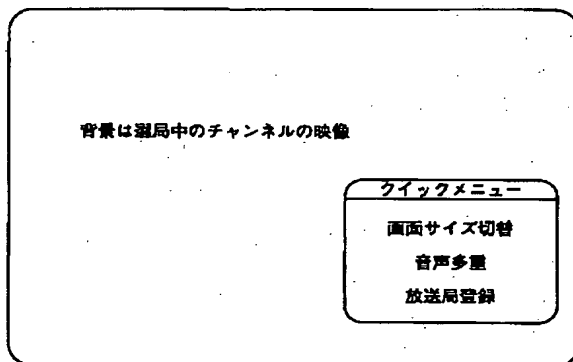 背景は選局中のチャンネルの映像
クイックメニュー
画面サイズ切替
音声多重
放送局登録